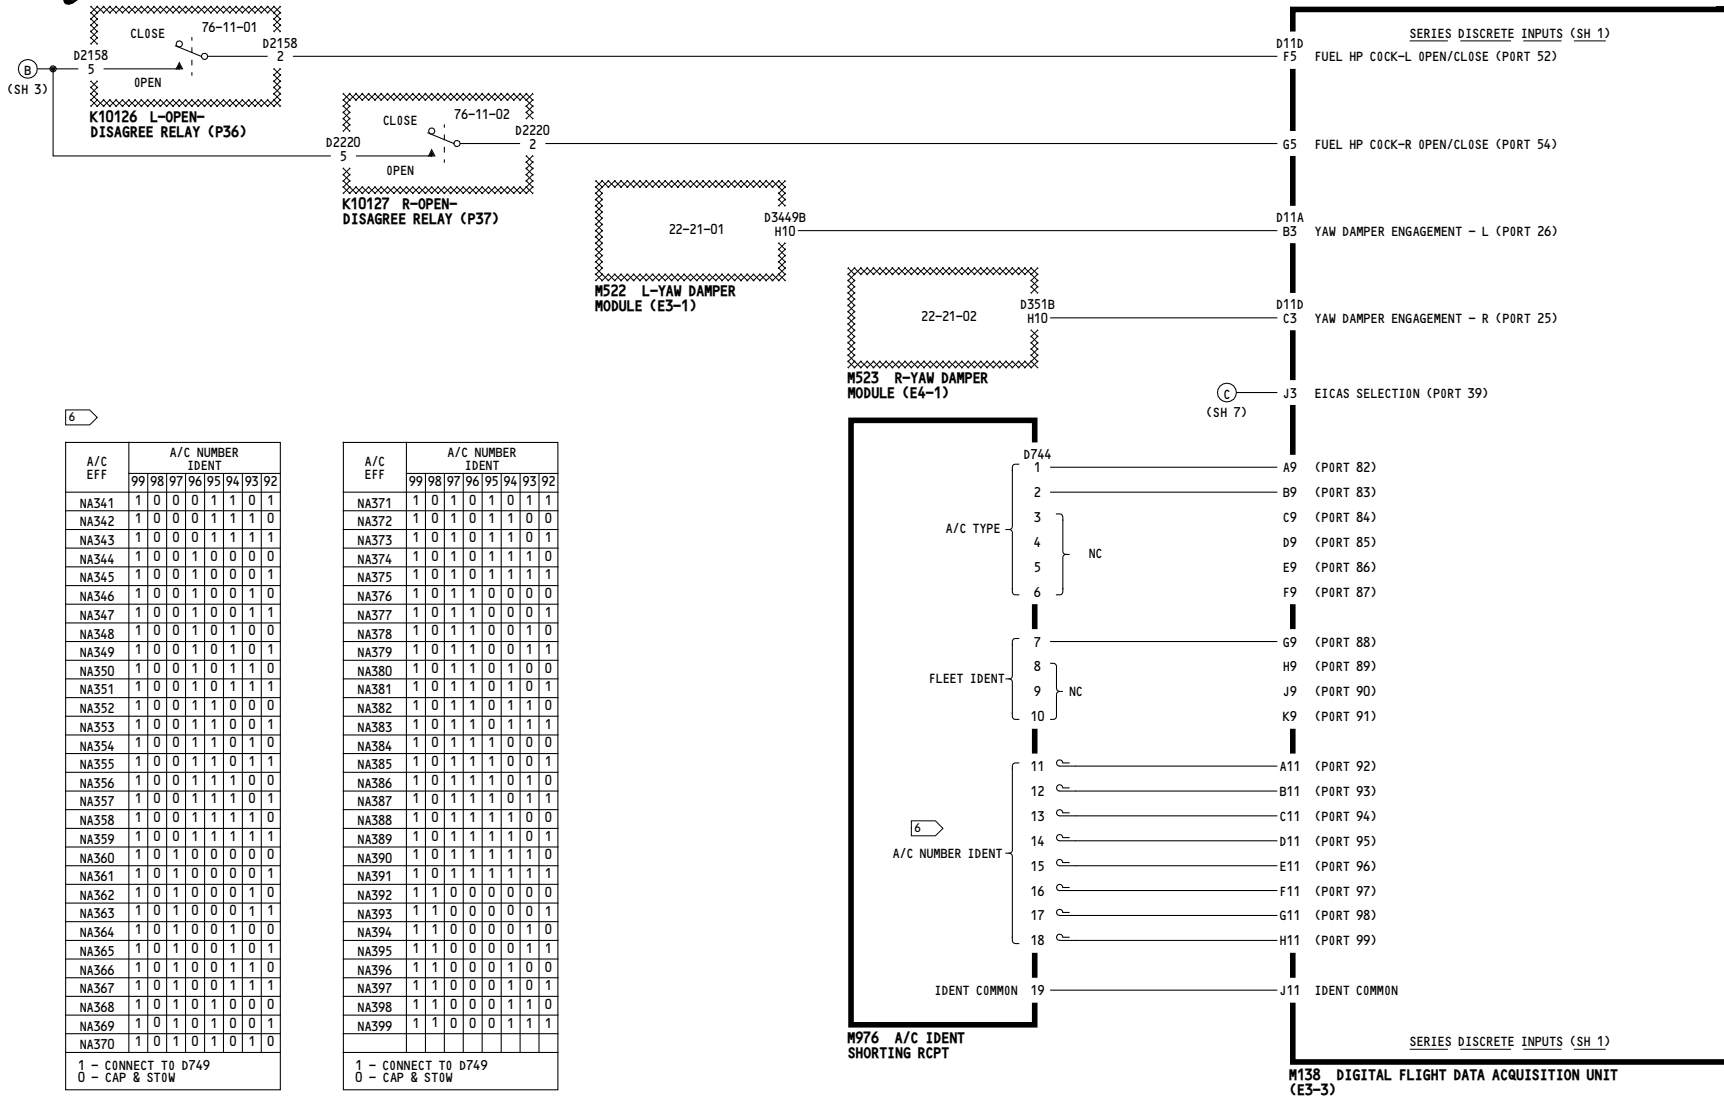 CLOSE
76-11-01
D2158
5
D2158
2
B
(SH 3)
OPEN
K10126 L-OPEN-
DISAGREE RELAY (P36)
CLOSE
76-11-02
D2220
5
D2220
2
OPEN
K10127 R-OPEN-
DISAGREE RELAY (P37)
22-21-01
D3449B
H10
M522 L-YAW DAMPER
MODULE (E3-1)
22-21-02
D351B
H10
M523 R-YAW DAMPER
MODULE (E4-1)
C
(SH 7)
SERIES DISCRETE INPUTS (SH 1)
D11D
F5 FUEL HP COCK-L OPEN/CLOSE (PORT 52)
G5 FUEL HP COCK-R OPEN/CLOSE (PORT 54)
D11A
B3 YAW DAMPER ENGAGEMENT - L (PORT 26)
D11D
C3 YAW DAMPER ENGAGEMENT - R (PORT 25)
J3 EICAS SELECTION (PORT 39)
6
A/C EFF
A/C NUMBER
IDENT
99 98 97 96 95 94 93 92
NA341 1 0 0 0 1 1 0 1
NA342 1 0 0 0 1 1 1 0
NA343 1 0 0 0 1 1 1 1
NA344 1 0 0 1 0 0 0 0
NA345 1 0 0 1 0 0 0 1
NA346 1 0 0 1 0 0 1 0
NA347 1 0 0 1 0 0 1 1
NA348 1 0 0 1 0 1 0 0
NA349 1 0 0 1 0 1 0 1
NA350 1 0 0 1 0 1 1 0
NA351 1 0 0 1 0 1 1 1
NA352 1 0 0 1 1 0 0 0
NA353 1 0 0 1 1 0 0 1
NA354 1 0 0 1 1 0 1 0
NA355 1 0 0 1 1 0 1 1
NA356 1 0 0 1 1 1 0 0
NA357 1 0 0 1 1 1 0 1
NA358 1 0 0 1 1 1 1 0
NA359 1 0 0 1 1 1 1 1
NA360 1 0 1 0 0 0 0 0
NA361 1 0 1 0 0 0 0 1
NA362 1 0 1 0 0 0 1 0
NA363 1 0 1 0 0 0 1 1
NA364 1 0 1 0 0 1 0 0
NA365 1 0 1 0 0 1 0 1
NA366 1 0 1 0 0 1 1 0
NA367 1 0 1 0 0 1 1 1
NA368 1 0 1 0 1 0 0 0
NA369 1 0 1 0 1 0 0 1
NA370 1 0 1 0 1 0 1 0
1 - CONNECT TO D749
0 - CAP & STOW
A/C EFF
A/C NUMBER
IDENT
99 98 97 96 95 94 93 92
NA371 1 0 1 0 1 0 1 1
NA372 1 0 1 0 1 1 0 0
NA373 1 0 1 0 1 1 0 1
NA374 1 0 1 0 1 1 1 0
NA375 1 0 1 0 1 1 1 1
NA376 1 0 1 1 0 0 0 0
NA377 1 0 1 1 0 0 0 1
NA378 1 0 1 1 0 0 1 0
NA379 1 0 1 1 0 0 1 1
NA380 1 0 1 1 0 1 0 0
NA381 1 0 1 1 0 1 0 1
NA382 1 0 1 1 0 1 1 0
NA383 1 0 1 1 0 1 1 1
NA384 1 0 1 1 1 0 0 0
NA385 1 0 1 1 1 0 0 1
NA386 1 0 1 1 1 0 1 0
NA387 1 0 1 1 1 0 1 1
NA388 1 0 1 1 1 1 0 0
NA389 1 0 1 1 1 1 0 1
NA390 1 0 1 1 1 1 1 0
NA391 1 0 1 1 1 1 1 1
NA392 1 1 0 0 0 0 0 0
NA393 1 1 0 0 0 0 0 1
NA394 1 1 0 0 0 0 1 0
NA395 1 1 0 0 0 0 1 1
NA396 1 1 0 0 0 1 0 0
NA397 1 1 0 0 0 1 0 1
NA398 1 1 0 0 0 1 1 0
NA399 1 1 0 0 0 1 1 1
1 - CONNECT TO D749
0 - CAP & STOW
D744
A/C TYPE
1
2
3
4
5
6
NC
FLEET IDENT
7
8
9
10
NC
6
A/C NUMBER IDENT
11
12
13
14
15
16
17
18
IDENT COMMON 19
M976 A/C IDENT
SHORTING RCPT
A9 (PORT 82)
B9 (PORT 83)
C9 (PORT 84)
D9 (PORT 85)
E9 (PORT 86)
F9 (PORT 87)
G9 (PORT 88)
H9 (PORT 89)
J9 (PORT 90)
K9 (PORT 91)
A11 (PORT 92)
B11 (PORT 93)
C11 (PORT 94)
D11 (PORT 95)
E11 (PORT 96)
F11 (PORT 97)
G11 (PORT 98)
H11 (PORT 99)
J11 IDENT COMMON
SERIES DISCRETE INPUTS (SH 1)
M138 DIGITAL FLIGHT DATA ACQUISITION UNIT
(E3-3)